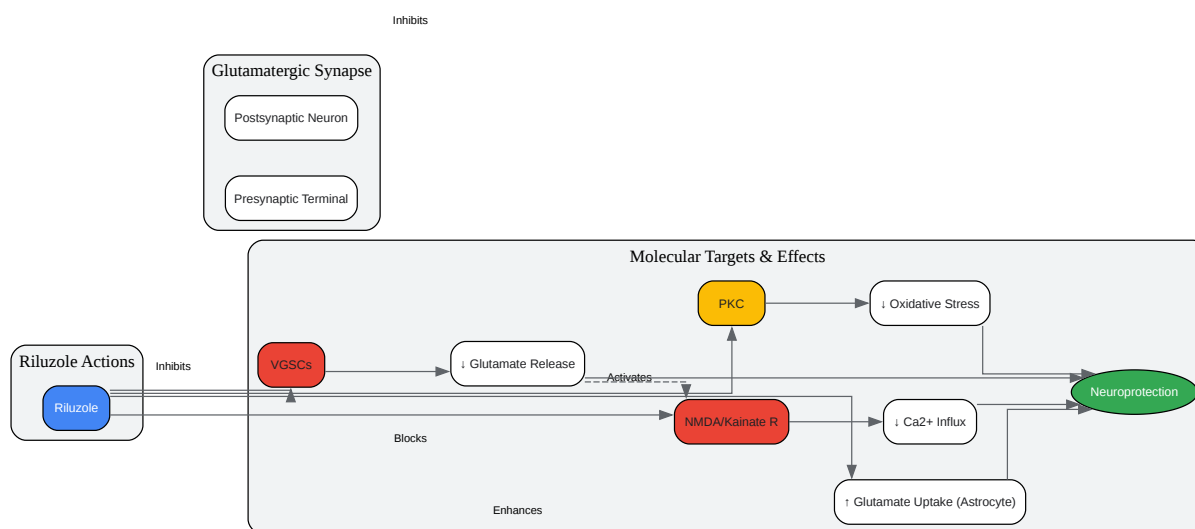 Inhibits
Glutamatergic Synapse
Postsynaptic Neuron
Presynaptic Terminal
Molecular Targets & Effects
PKC
↓ Oxidative Stress
Riluzole Actions
Inhibits
VGSCs
↓ Glutamate Release
Activates
Neuroprotection
Riluzole
NMDA/Kainate R
↓ Ca2+ Influx
Blocks
↑ Glutamate Uptake (Astrocyte)
Enhances